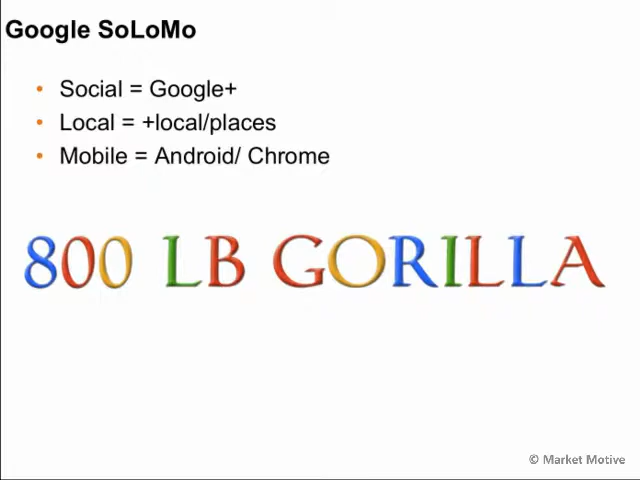 Google SoLoMo
• Social = Google+
• Local = +local/places
• Mobile = Android/ Chrome
800 LB GORILLA
© Market Motive